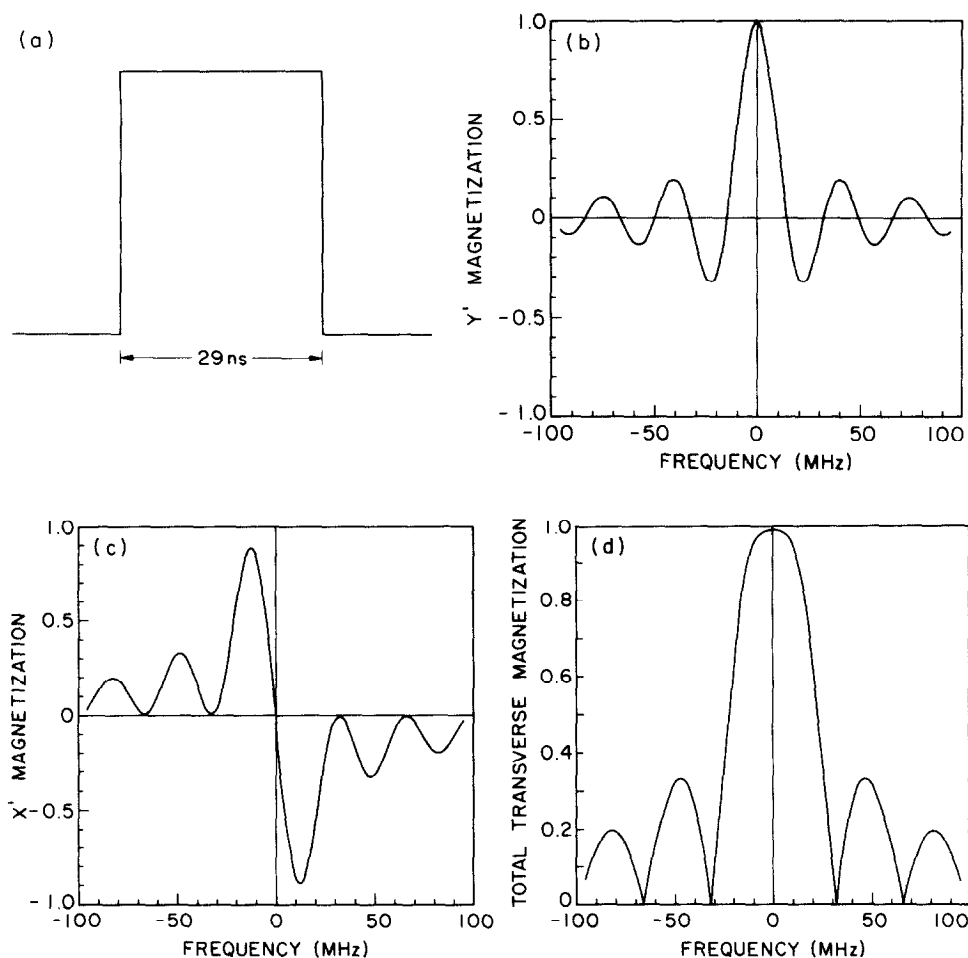 (a)
29 ns
(b)
Y' MAGNETIZATION
1.0
0.5
0
-0.5
-1.0
-100
-50
0
50
100
FREQUENCY (MHz)
(c)
X' MAGNETIZATION
1.0
0.5
0
-0.5
-1.0
-100
-50
0
50
100
FREQUENCY (MHz)
(d)
TOTAL TRANSVERSE MAGNETIZATION
1.0
0.8
0.6
0.4
0.2
0
-100
-50
0
50
100
FREQUENCY (MHz)